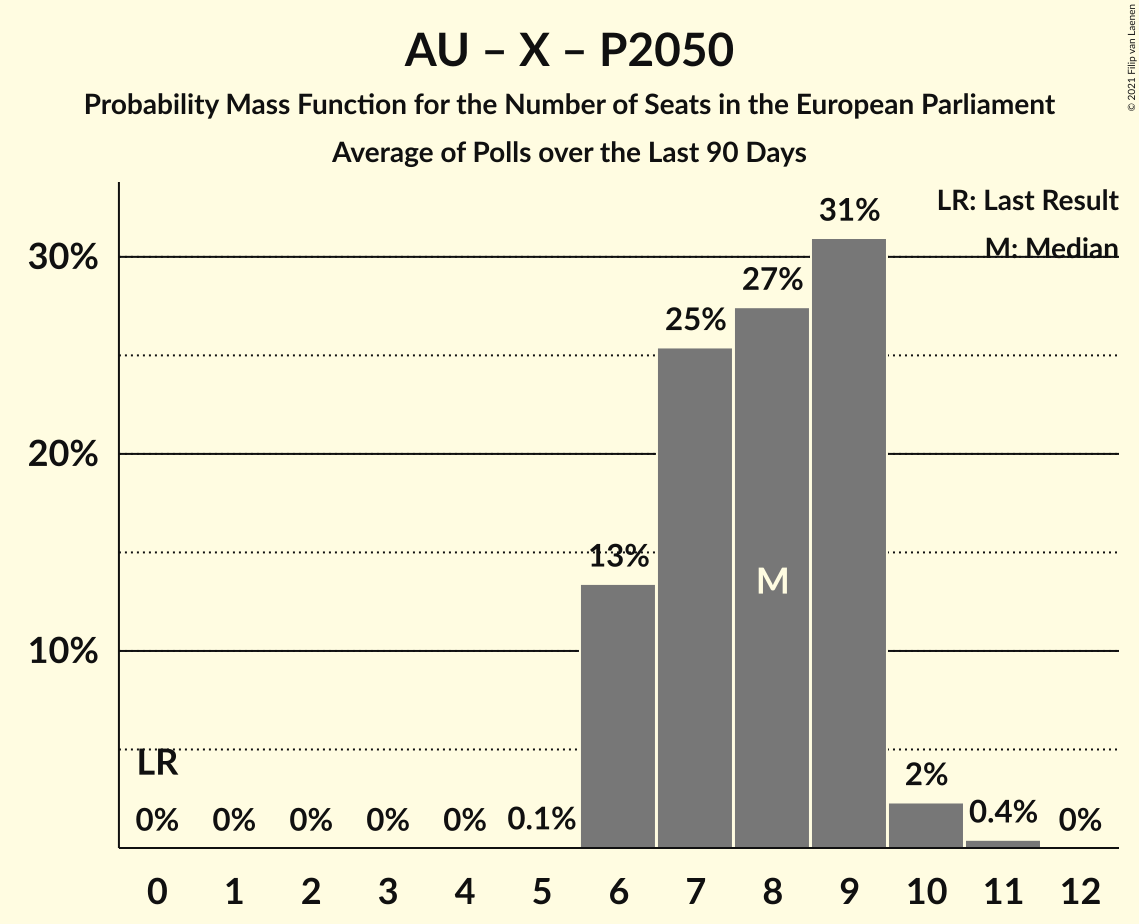 AU – X – P2050
Probability Mass Function for the Number of Seats in the European Parliament
Average of Polls over the Last 90 Days
© 2021 Filip van Laenen
LR: Last Result
M: Median
31%
30%
27%
25%
20%
13%
M
10%
LR
2%
0% 0% 0% 0% 0% 0.1% 0.4% 0%
0 1 2 3 4 5 6 7 8 9 10 11 12